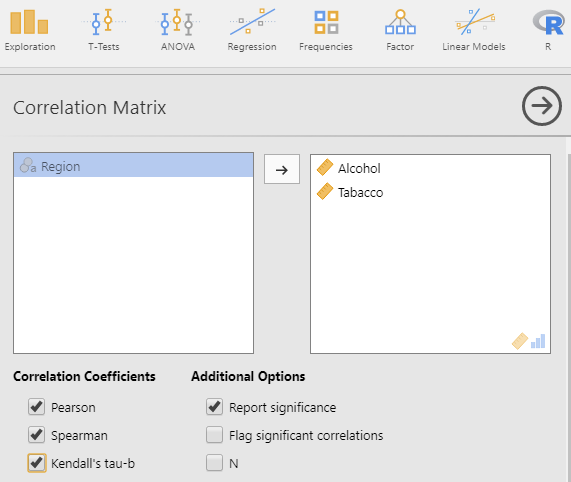 Exploration T-Tests ANOVA Regression Frequencies Factor Linear Models R
Correlation Matrix
Region
Alcohol
Tabacco
Correlation Coefficients Additional Options
Pearson Report significance
Spearman Flag significant correlations
Kendall's tau-b N